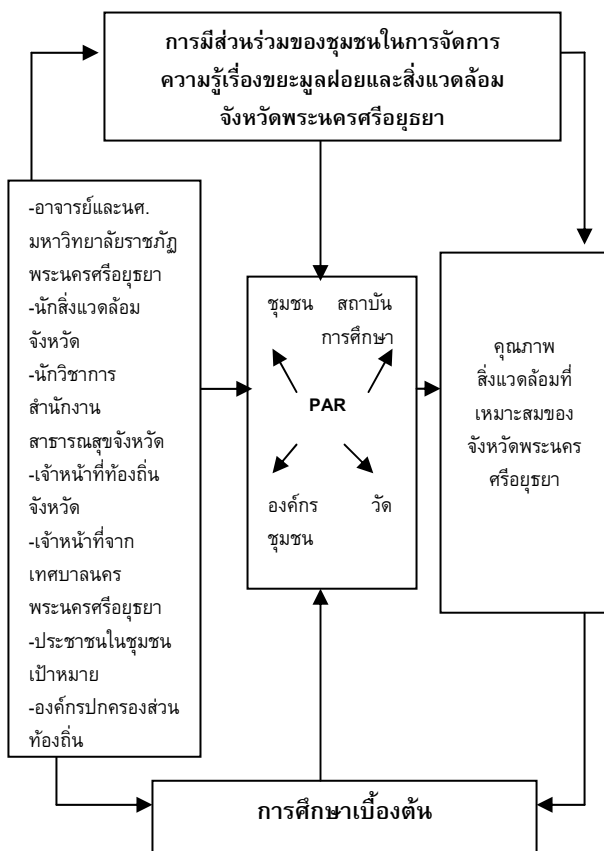 การมีส่วนร่วมของชุมชนในการจัดการ
ความรู้เรื่องขยะมูลฝอยและสิ่งแวดล้อม
จังหวัดพระนครศรีอยุธยา
-อาจารย์และนศ.
มหาวิทยาลัยราชภัฏ
พระนครศรีอยุธยา
-นักสิ่งแวดล้อม
จังหวัด
-นักวิชาการ
สำนักงาน
สาธารณสุขจังหวัด
-เจ้าหน้าที่ท้องถิ่น
จังหวัด
-เจ้าหน้าที่จาก
เทศบาลนคร
พระนครศรีอยุธยา
-ประชาชนในชุมชน
เป้าหมาย
-องค์กรปกครองส่วน
ท้องถิ่น
ชุมชน สถาบัน
การศึกษา
PAR
องค์กร วัด
ชุมชน
คุณภาพ
สิ่งแวดล้อมที่
เหมาะสมของ
จังหวัดพระนคร
ศรีอยุธยา
การศึกษาเบื้องต้น